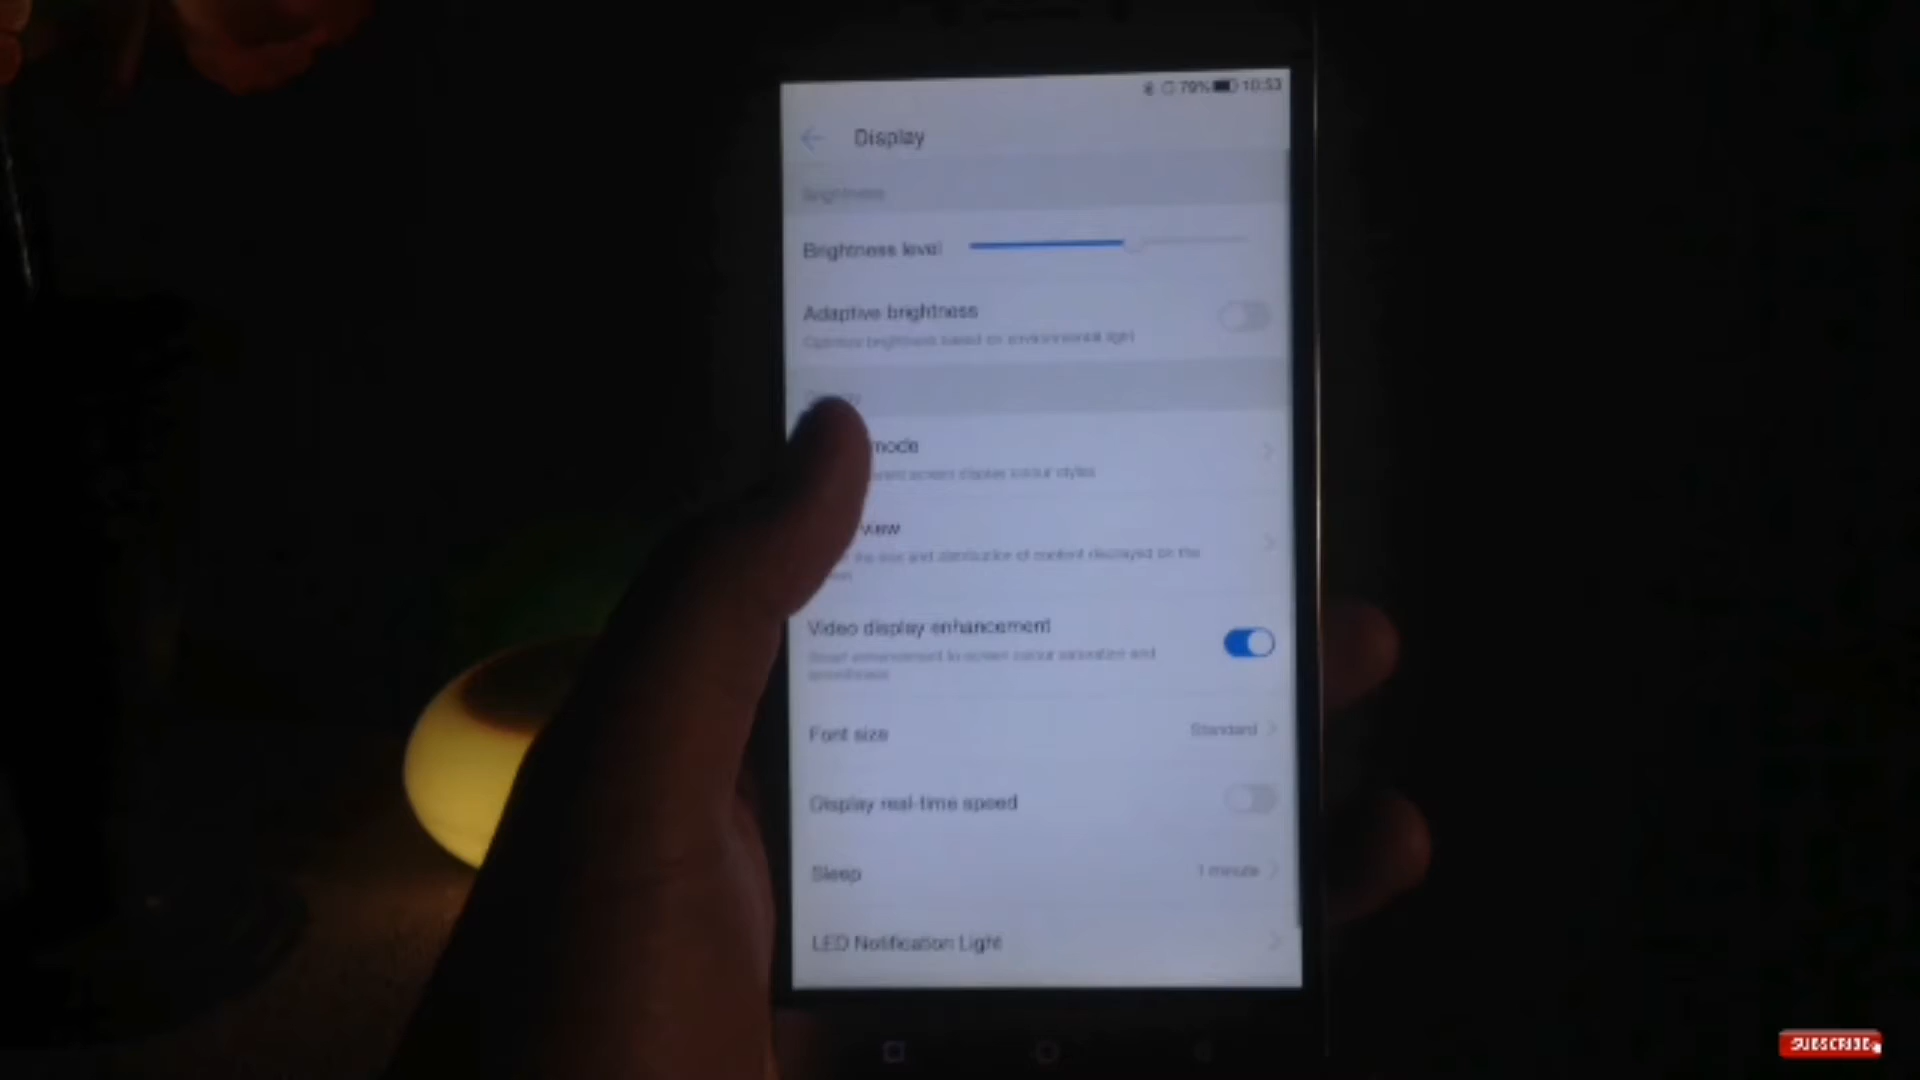 79% 10:53
Display
Brightness
Brightness level
Adaptive brightness
Optimise brightness based on environmental light
mode
screen display colour styles
view
the size and distribution of content displayed on the
Video display enhancement
Smart enhancement to screen colour saturation and
Font size Standard
Display real-time speed
Sleep 1 minute
LED Notification Light
SUBSCRIBE